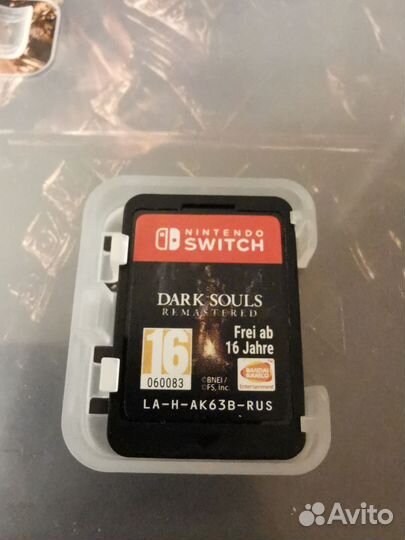 NINTENDO
SWITCH
DARK SOULS
REMASTERED
16
060083
Frei ab
16 Jahre
©BNEI /
©FS, Inc.
BANDAI
NAMCO
Entertainment
LA-H-AK63B-RUS
Avito